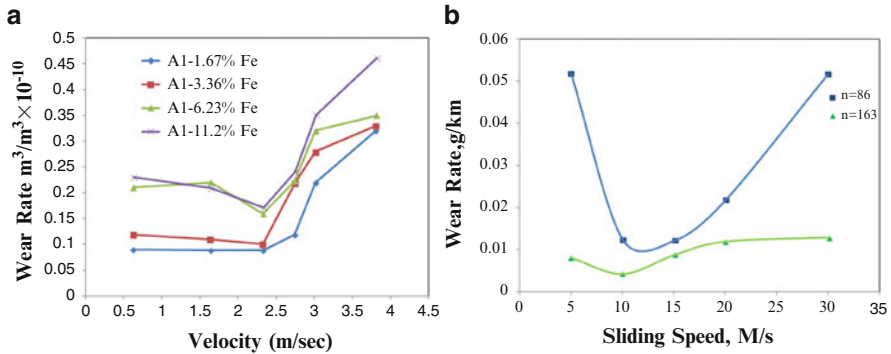 a
Wear Rate m³/m³×10⁻¹⁰
0.5
0.45
0.4
0.35
0.3
0.25
0.2
0.15
0.1
0.05
0
A1-1.67% Fe
A1-3.36% Fe
A1-6.23% Fe
A1-11.2% Fe
0 0.5 1 1.5 2 2.5 3 3.5 4 4.5
Velocity (m/sec)
b
Wear Rate,g/km
0.06
0.05
0.04
0.03
0.02
0.01
0
n=86
n=163
0 5 10 15 20 25 30 35
Sliding Speed, M/s